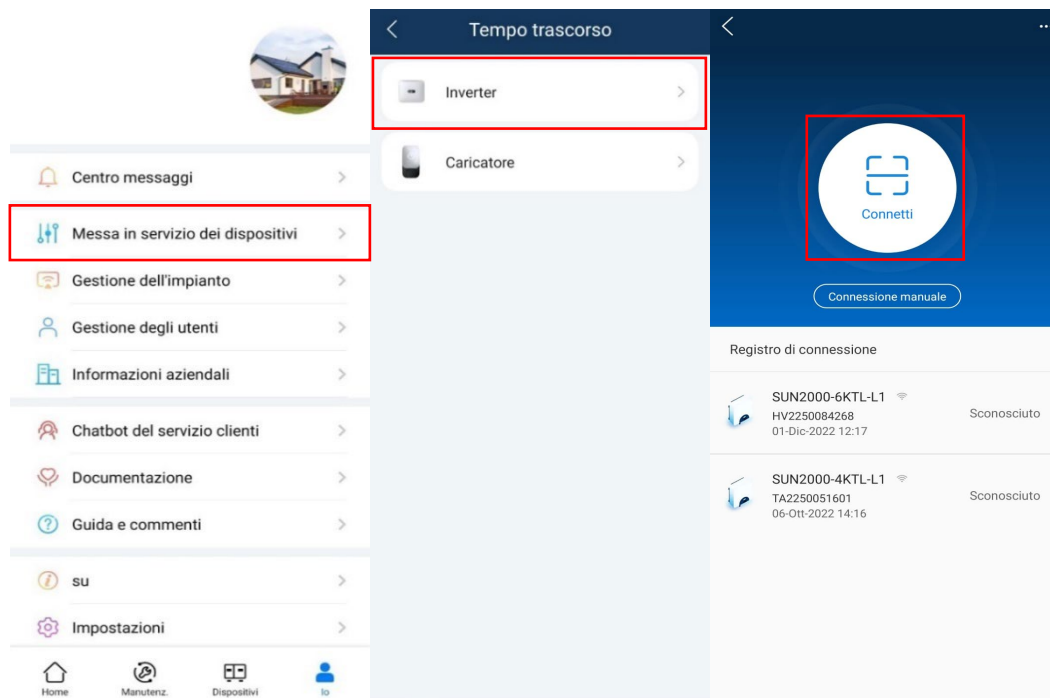 Centro messaggi
Messa in servizio dei dispositivi
Gestione dell'impianto
Gestione degli utenti
Informazioni aziendali
Chatbot del servizio clienti
Documentazione
Guida e commenti
su
Impostazioni
Home
Manutenz.
Dispositivi
Io
Tempo trascorso
Inverter
Caricatore
Connetti
Connessione manuale
Registro di connessione
SUN2000-6KTL-L1
HV2250084268
Sconosciuto
01-Dic-2022 12:17
SUN2000-4KTL-L1
TA2250051601
Sconosciuto
06-Ott-2022 14:16